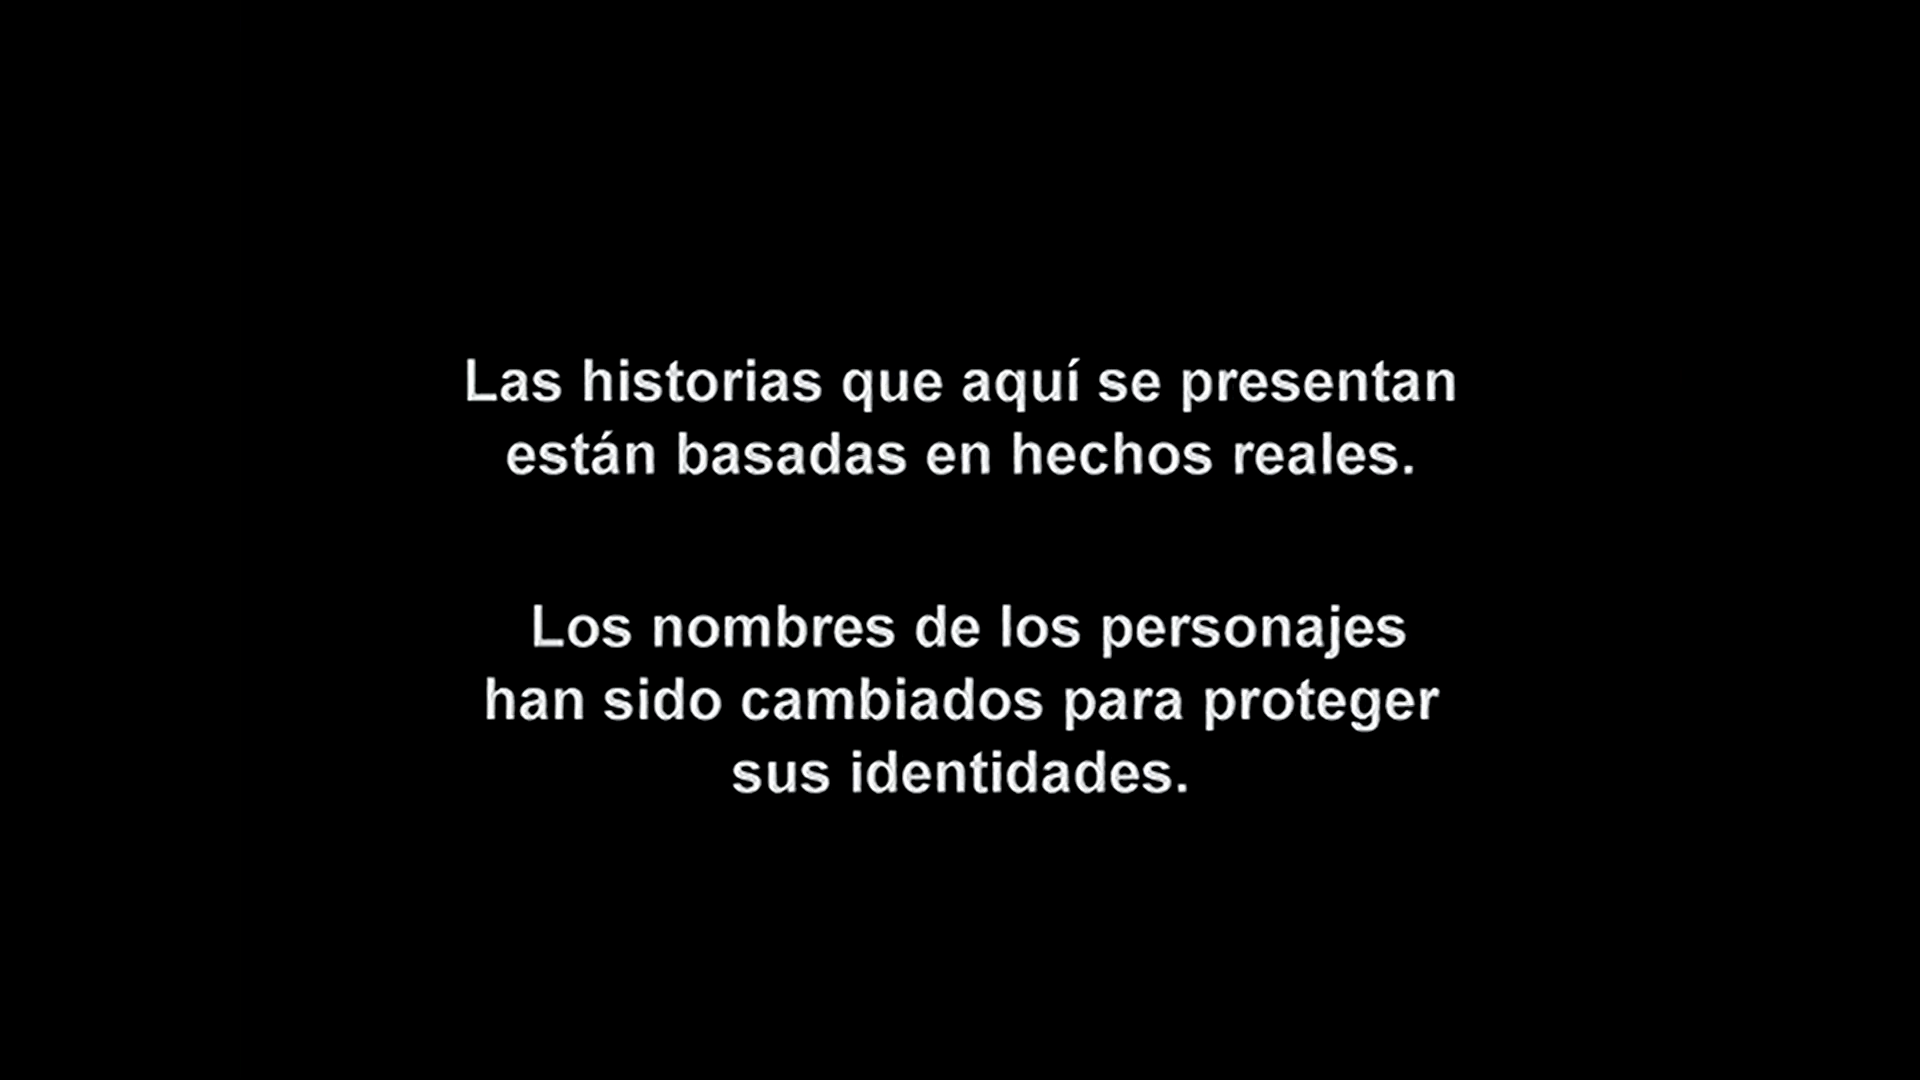 Las historias que aquí se presentan
están basadas en hechos reales.
Los nombres de los personajes
han sido cambiados para proteger
sus identidades.